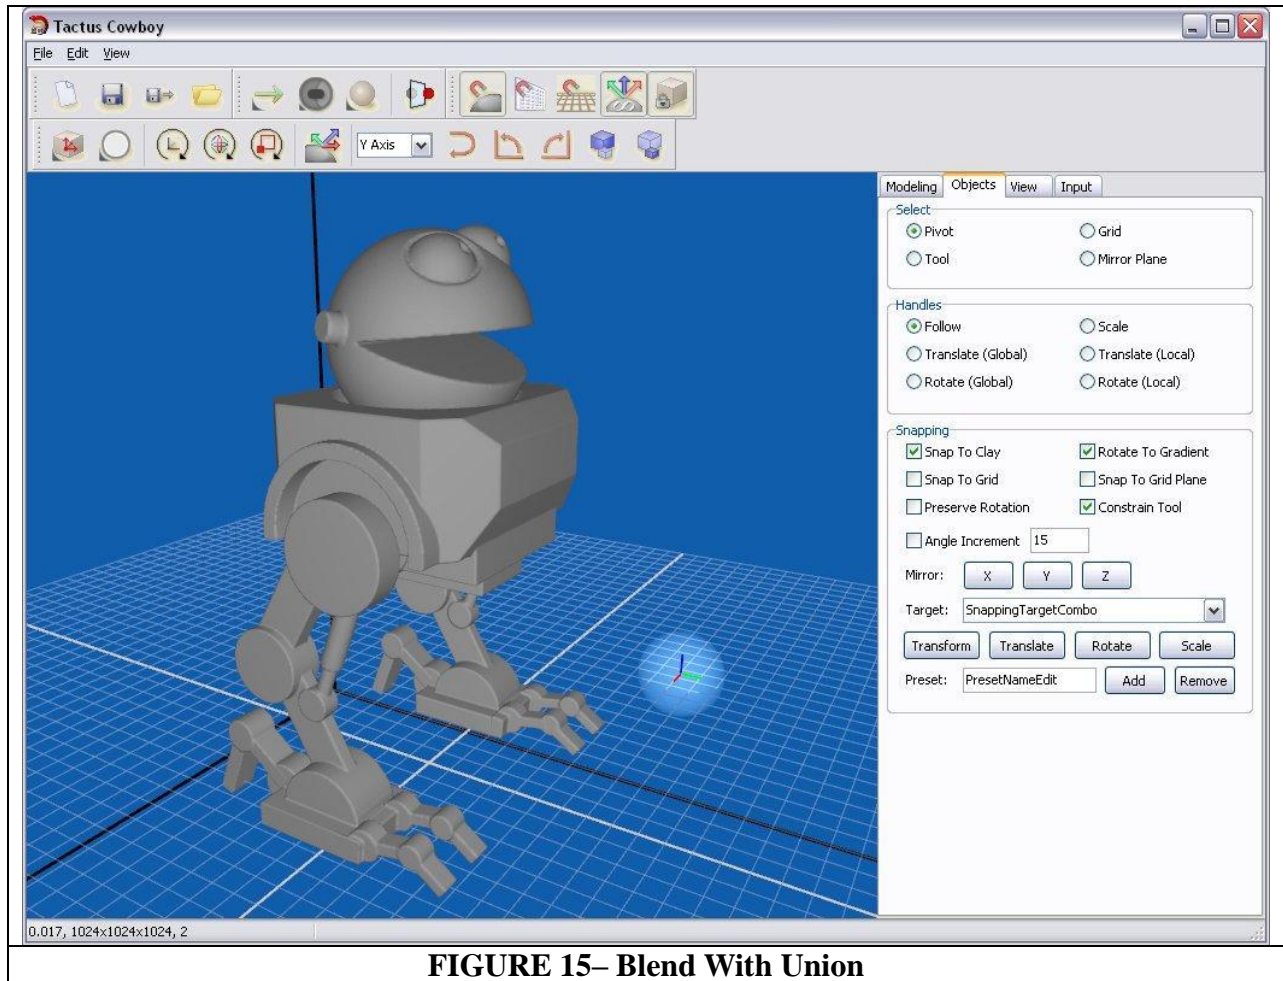 Tactus Cowboy
File Edit View
Y Axis
Modeling Objects View Input
Select
Pivot Grid
Tool Mirror Plane
Handles
Follow Scale
Translate (Global) Translate (Local)
Rotate (Global) Rotate (Local)
Snapping
Snap To Clay Rotate To Gradient
Snap To Grid Snap To Grid Plane
Preserve Rotation Constrain Tool
Angle Increment 15
Mirror: X Y Z
Target: SnappingTargetCombo
Transform Translate Rotate Scale
Preset: PresetNameEdit Add Remove
0.017, 1024x1024x1024, 2
FIGURE 15– Blend With Union